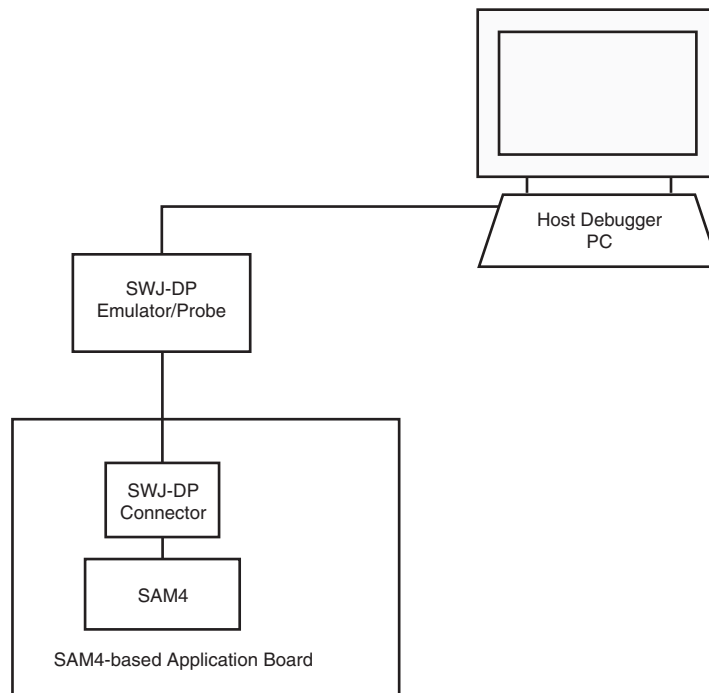 Host Debugger
PC
SWJ-DP
Emulator/Probe
SWJ-DP
Connector
SAM4
SAM4-based Application Board